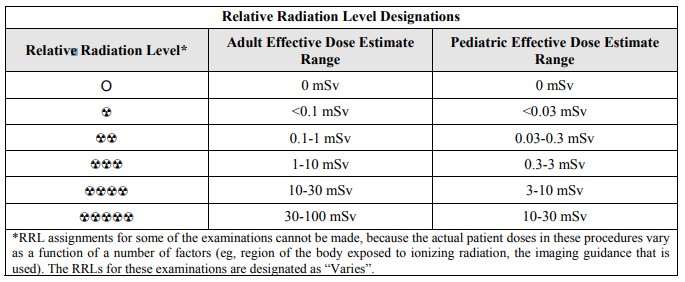 Relative Radiation Level Designations
Relative Radiation Level* Adult Effective Dose Estimate Range Pediatric Effective Dose Estimate Range
O 0 mSv 0 mSv
☢ <0.1 mSv <0.03 mSv
☢☢ 0.1-1 mSv 0.03-0.3 mSv
☢☢☢ 1-10 mSv 0.3-3 mSv
☢☢☢☢ 10-30 mSv 3-10 mSv
☢☢☢☢☢ 30-100 mSv 10-30 mSv
*RRL assignments for some of the examinations cannot be made, because the actual patient doses in these procedures vary
as a function of a number of factors (eg, region of the body exposed to ionizing radiation, the imaging guidance that is
used). The RRLs for these examinations are designated as “Varies”.